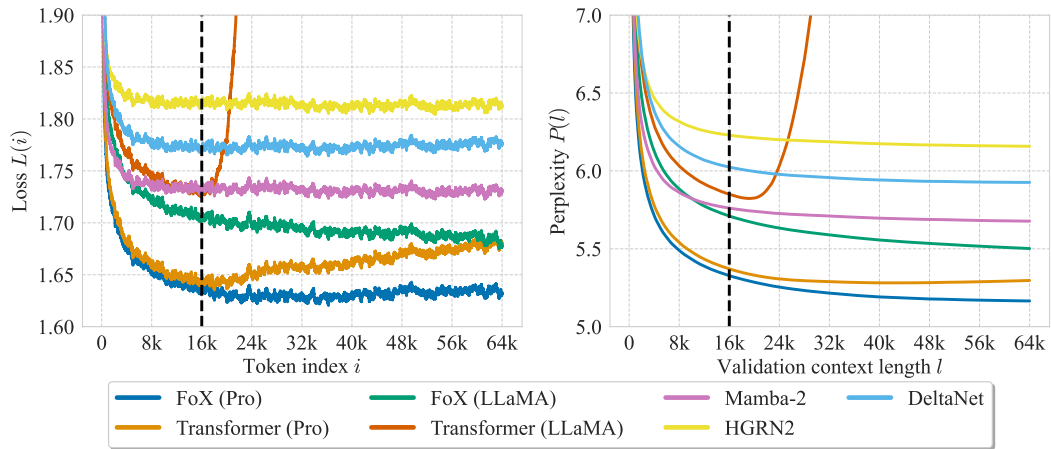 1.90
1.85
1.80
1.75
1.70
1.65
1.60
Loss L(i)
0 8k 16k 24k 32k 40k 48k 56k 64k
Token index i
7.0
6.5
6.0
5.5
5.0
Perplexity P(l)
0 8k 16k 24k 32k 40k 48k 56k 64k
Validation context length l
FoX (Pro) FoX (LLaMA) Mamba-2 DeltaNet
Transformer (Pro) Transformer (LLaMA) HGRN2